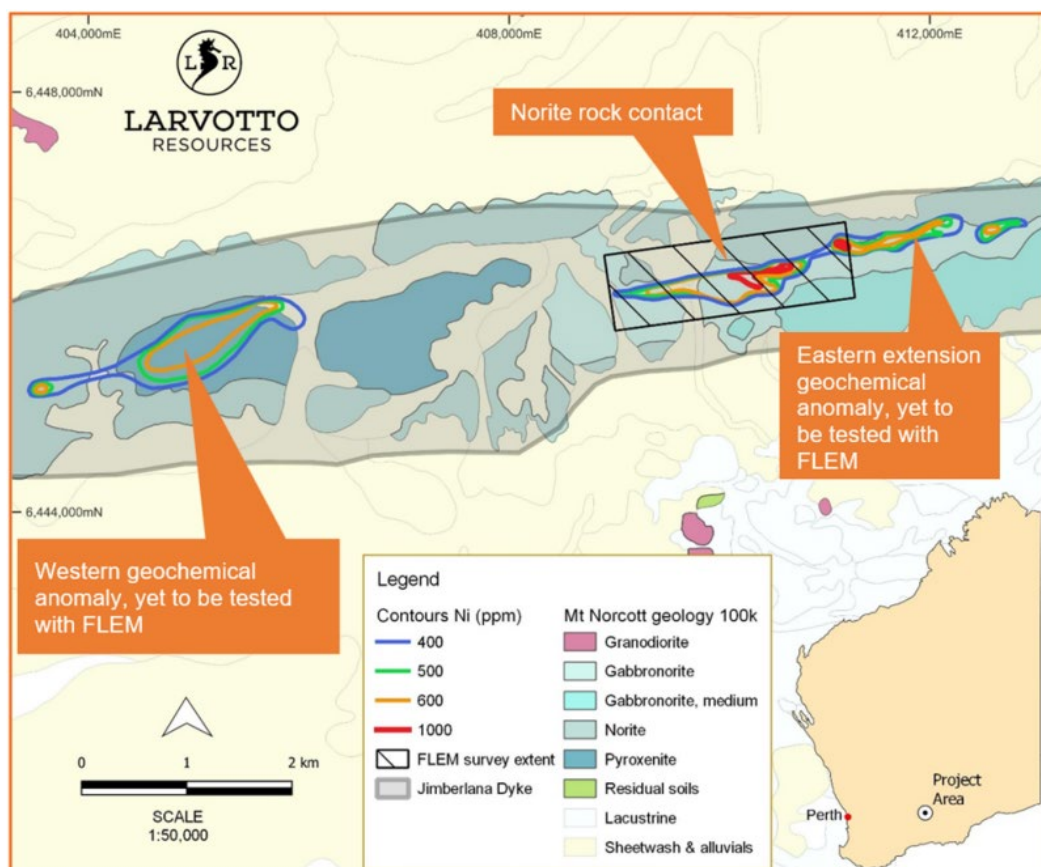 404,000mE
408,000mE
412,000mE
6,448,000mN
L R
LARVOTTO
RESOURCES
Norite rock contact
Eastern extension
geochemical
anomaly, yet to
be tested with
FLEM
6,444,000mN
Western geochemical
anomaly, yet to be tested
with FLEM
0 1 2 km
SCALE
1:50,000
Legend
Contours Ni (ppm)
400
500
600
1000
FLEM survey extent
Jimberlana Dyke
Mt Norcott geology 100k
Granodiorite
Gabbronorite
Gabbronorite, medium
Norite
Pyroxenite
Residual soils
Lacustrine
Sheetwash & alluvials
Project
Area
Perth